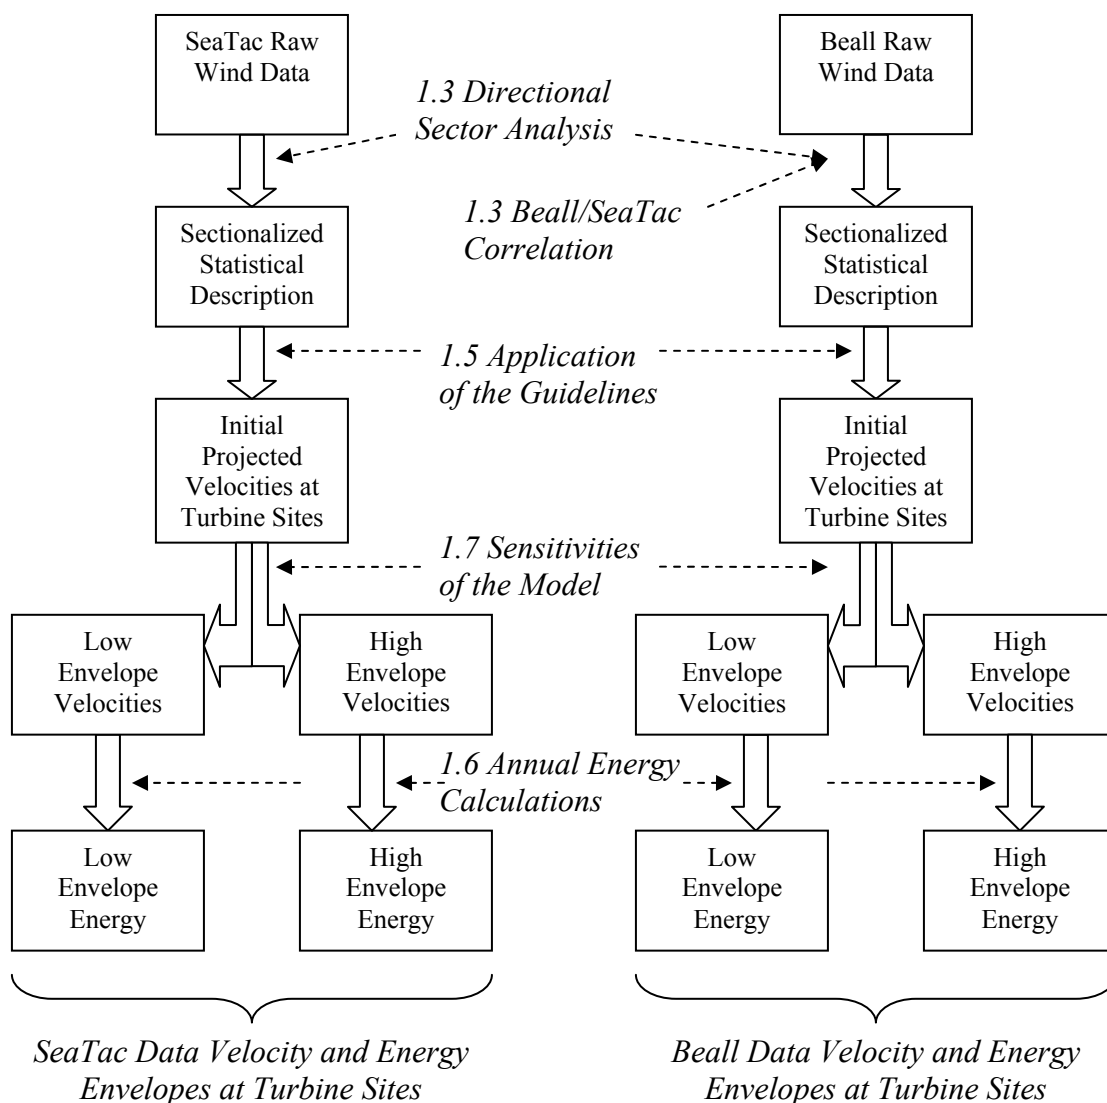 SeaTac Raw
Wind Data
Beall Raw
Wind Data
1.3 Directional
Sector Analysis
1.3 Beall/SeaTac
Correlation
Sectionalized
Statistical
Description
Sectionalized
Statistical
Description
1.5 Application
of the Guidelines
Initial
Projected
Velocities at
Turbine Sites
Initial
Projected
Velocities at
Turbine Sites
1.7 Sensitivities
of the Model
Low
Envelope
Velocities
High
Envelope
Velocities
Low
Envelope
Velocities
High
Envelope
Velocities
1.6 Annual Energy
Calculations
Low
Envelope
Energy
High
Envelope
Energy
Low
Envelope
Energy
High
Envelope
Energy
SeaTac Data Velocity and Energy
Envelopes at Turbine Sites
Beall Data Velocity and Energy
Envelopes at Turbine Sites